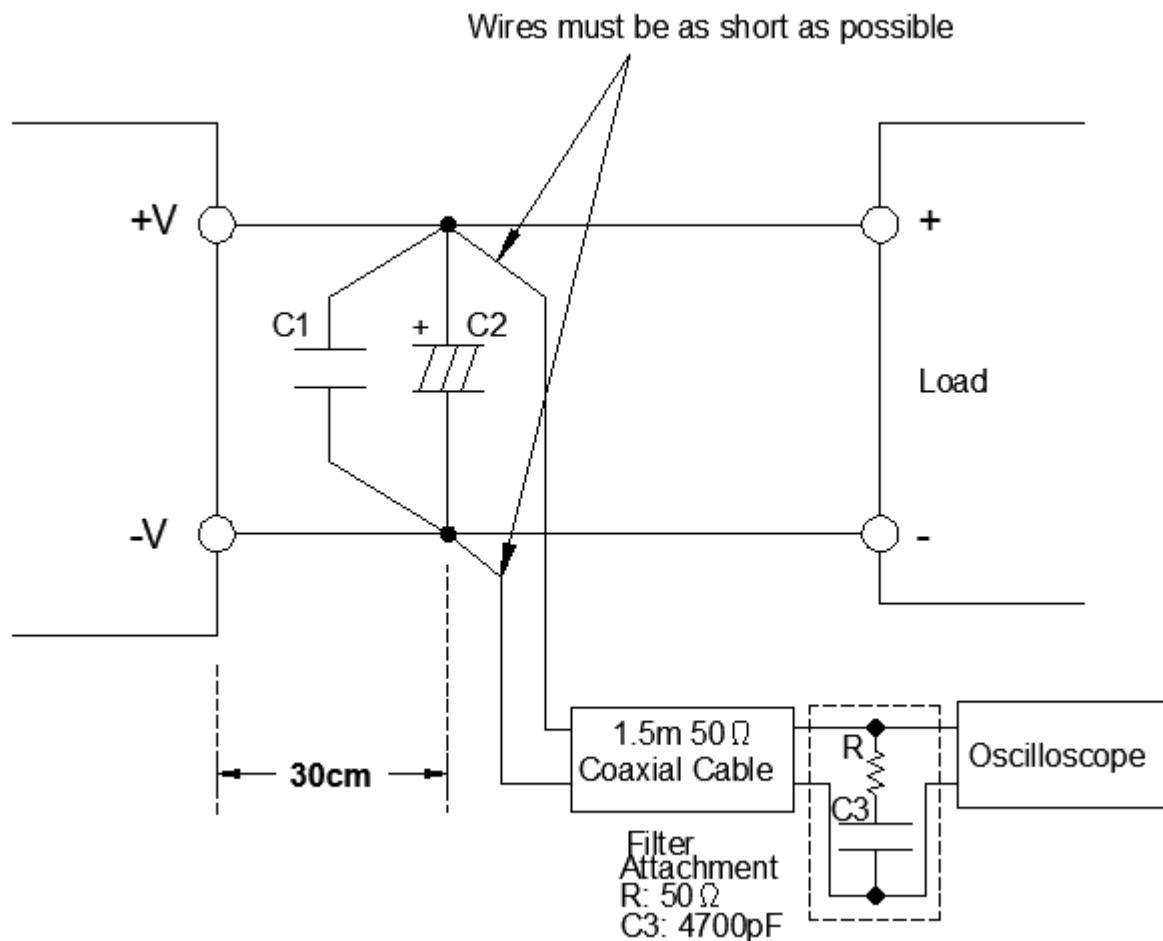 Wires must be as short as possible
+V
+
C1
+
C2
Load
-V
-
1.5m 50Ω
Coaxial Cable
R
Oscilloscope
30cm
C3
Filter
Attachment
R: 50Ω
C3: 4700pF